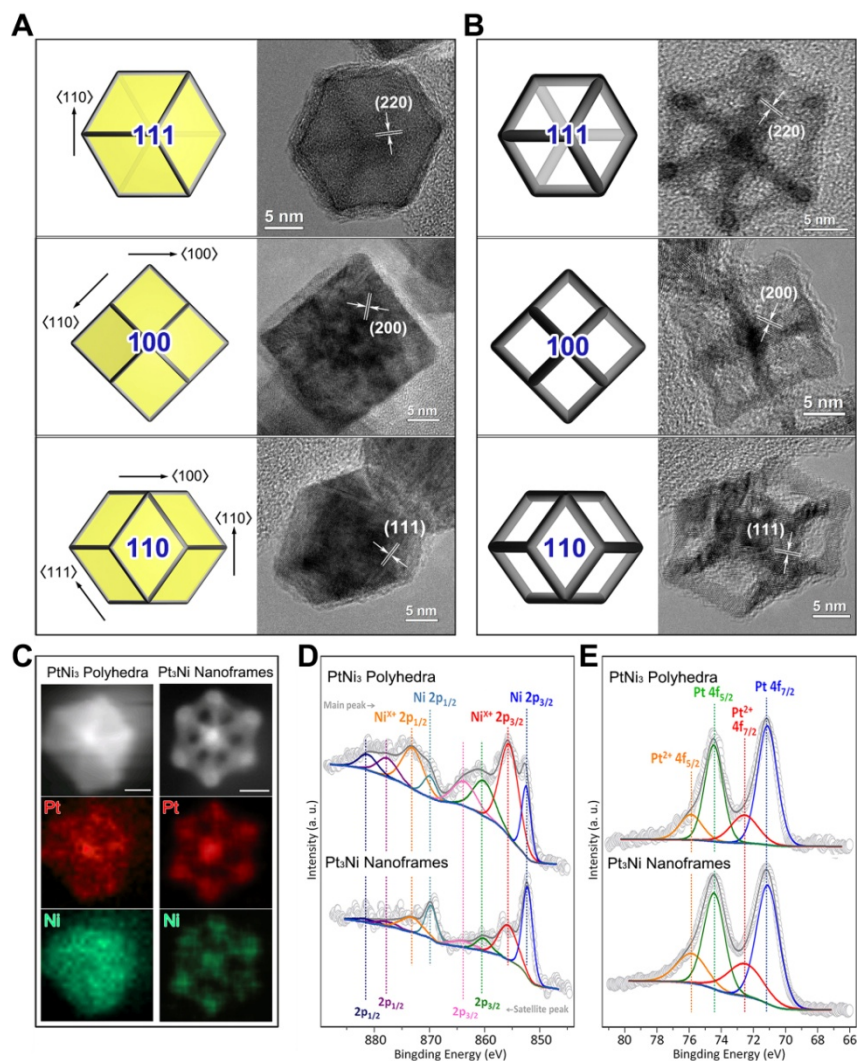 A
B
⟨110⟩
111
(220)
5 nm
111
(220)
5 nm
⟨100⟩
⟨110⟩
100
(200)
5 nm
100
(200)
5 nm
⟨100⟩
⟨110⟩
⟨111⟩
110
(111)
5 nm
110
(111)
5 nm
C
PtNi₃ Polyhedra
Pt₃Ni Nanoframes
Pt
Pt
Ni
Ni
D
PtNi₃ Polyhedra
Main peak→
Niˣ⁺ 2p₁/₂
Ni 2p₁/₂
Niˣ⁺ 2p₃/₂
Ni 2p₃/₂
Pt₃Ni Nanoframes
2p₁/₂
2p₁/₂
2p₃/₂
2p₃/₂
←Satellite peak
Intensity (a. u.)
880 870 860 850
Bingding Energy (eV)
E
PtNi₃ Polyhedra
Pt²⁺ 4f₅/₂
Pt 4f₅/₂
Pt²⁺
4f₇/₂
Pt 4f₇/₂
Pt₃Ni Nanoframes
Intensity (a. u.)
80 78 76 74 72 70 68 66
Bingding Energy (eV)